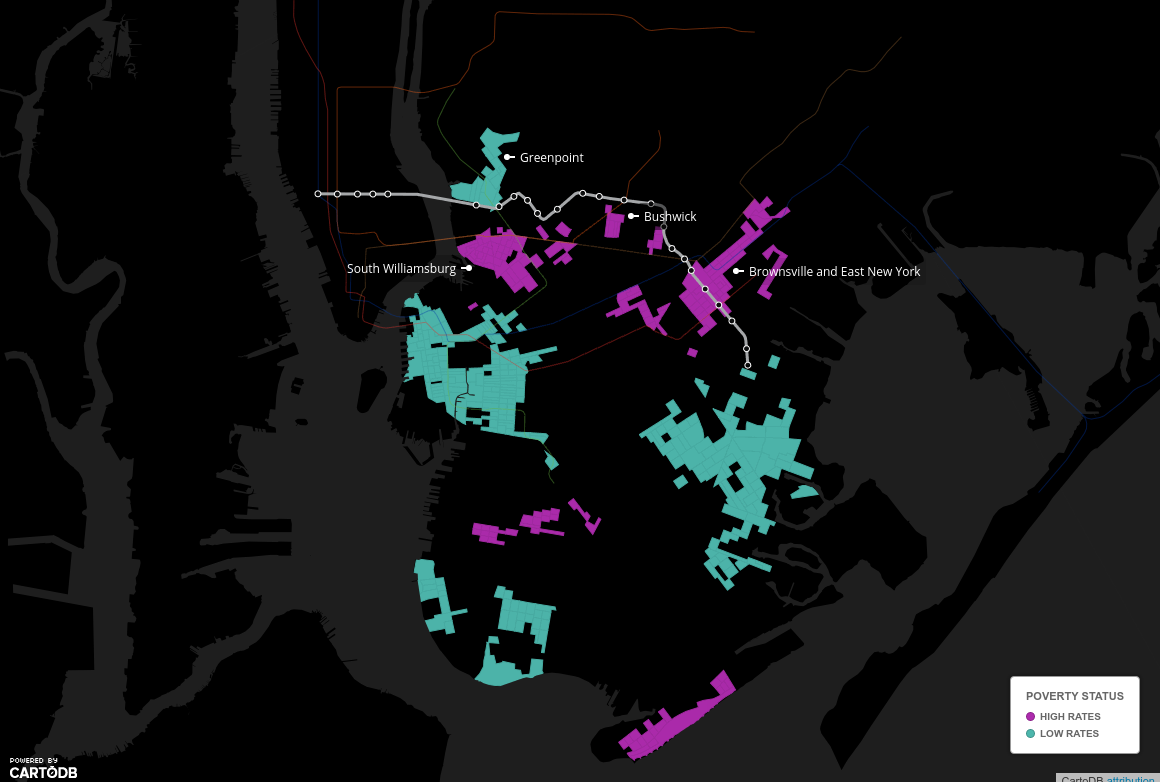 Greenpoint
Bushwick
South Williamsburg
Brownsville and East New York
POVERTY STATUS
HIGH RATES
LOW RATES
POWERED BY
CARTODB
CartoDB attribution